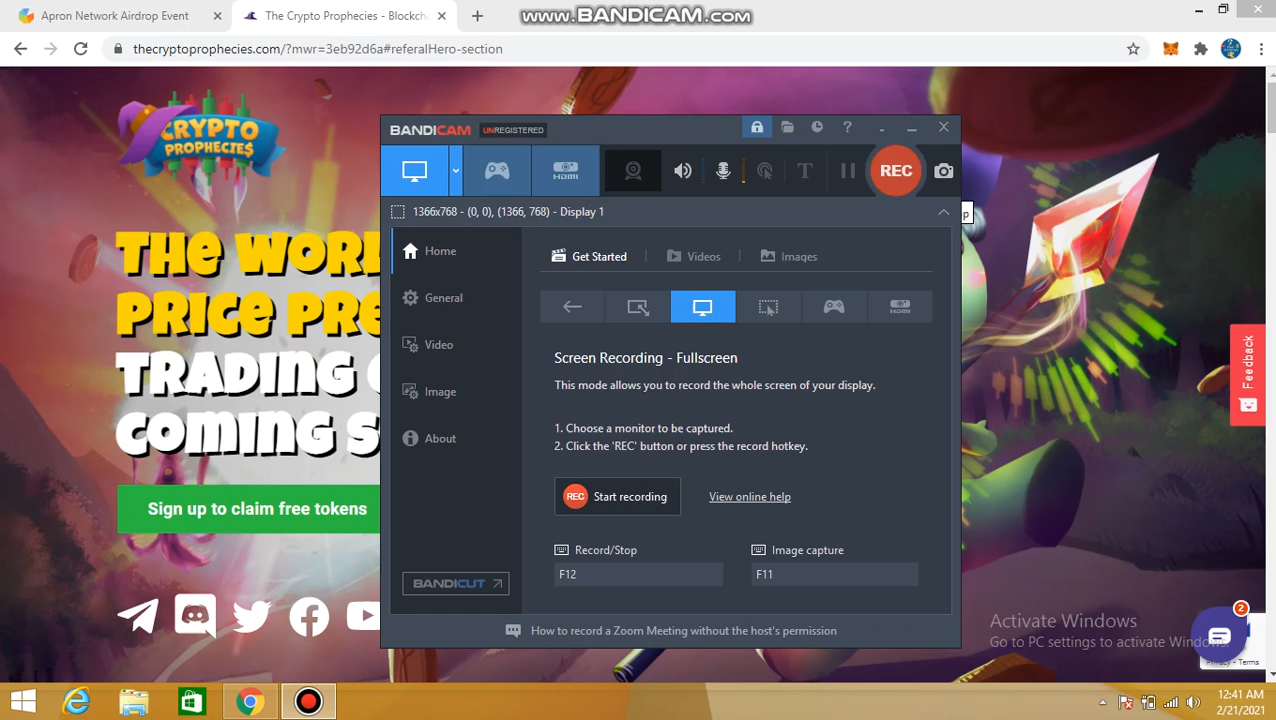 Apron Network Airdrop Event
The Crypto Prophecies - Blockcha
www.BANDICAM.com
thecryptoprophecies.com/?mwr=3eb92d6a#referalHero-section
CRYPTO
PROPHECIES
THE WORL
PRICE PRE
TRADING
COMING S
Sign up to claim free tokens
BANDICAM UNREGISTERED
REC
1366x768 - (0, 0), (1366, 768) - Display 1
Home
General
Video
Image
About
BANDICUT
Get Started
Videos
Images
HDMI
Screen Recording - Fullscreen
This mode allows you to record the whole screen of your display.
1. Choose a monitor to be captured.
2. Click the 'REC' button or press the record hotkey.
REC Start recording
View online help
Record/Stop
Image capture
F12
F11
How to record a Zoom Meeting without the host's permission
Feedback
2
Activate Windows
Go to PC settings to activate Windows.
Privacy - Terms
12:41 AM
2/21/2021